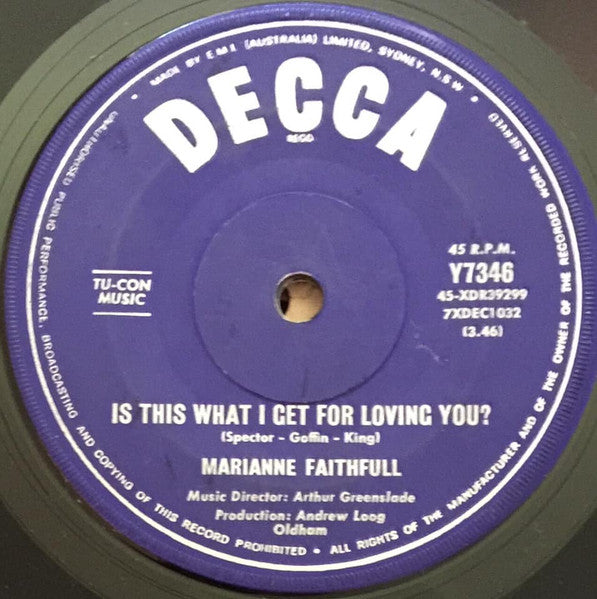 MADE BY E M I (AUSTRALIA) LIMITED, SYDNEY, N.S.W •
DECCA
REGD
45 R.P.M.
Y7346
45-XDR39299
7XDEC1032
(3.46)
TU-CON
MUSIC
IS THIS WHAT I GET FOR LOVING YOU?
(Spector - Goffin - King)
MARIANNE FAITHFULL
Music Director: Arthur Greenslade
Production: Andrew Loog
Oldham
UNAUTHORISED PUBLIC PERFORMANCE, BROADCASTING AND COPYING OF THIS RECORD PROHIBITED • ALL RIGHTS OF THE MANUFACTURER AND OF THE OWNER OF THE RECORDED WORK RESERVED •